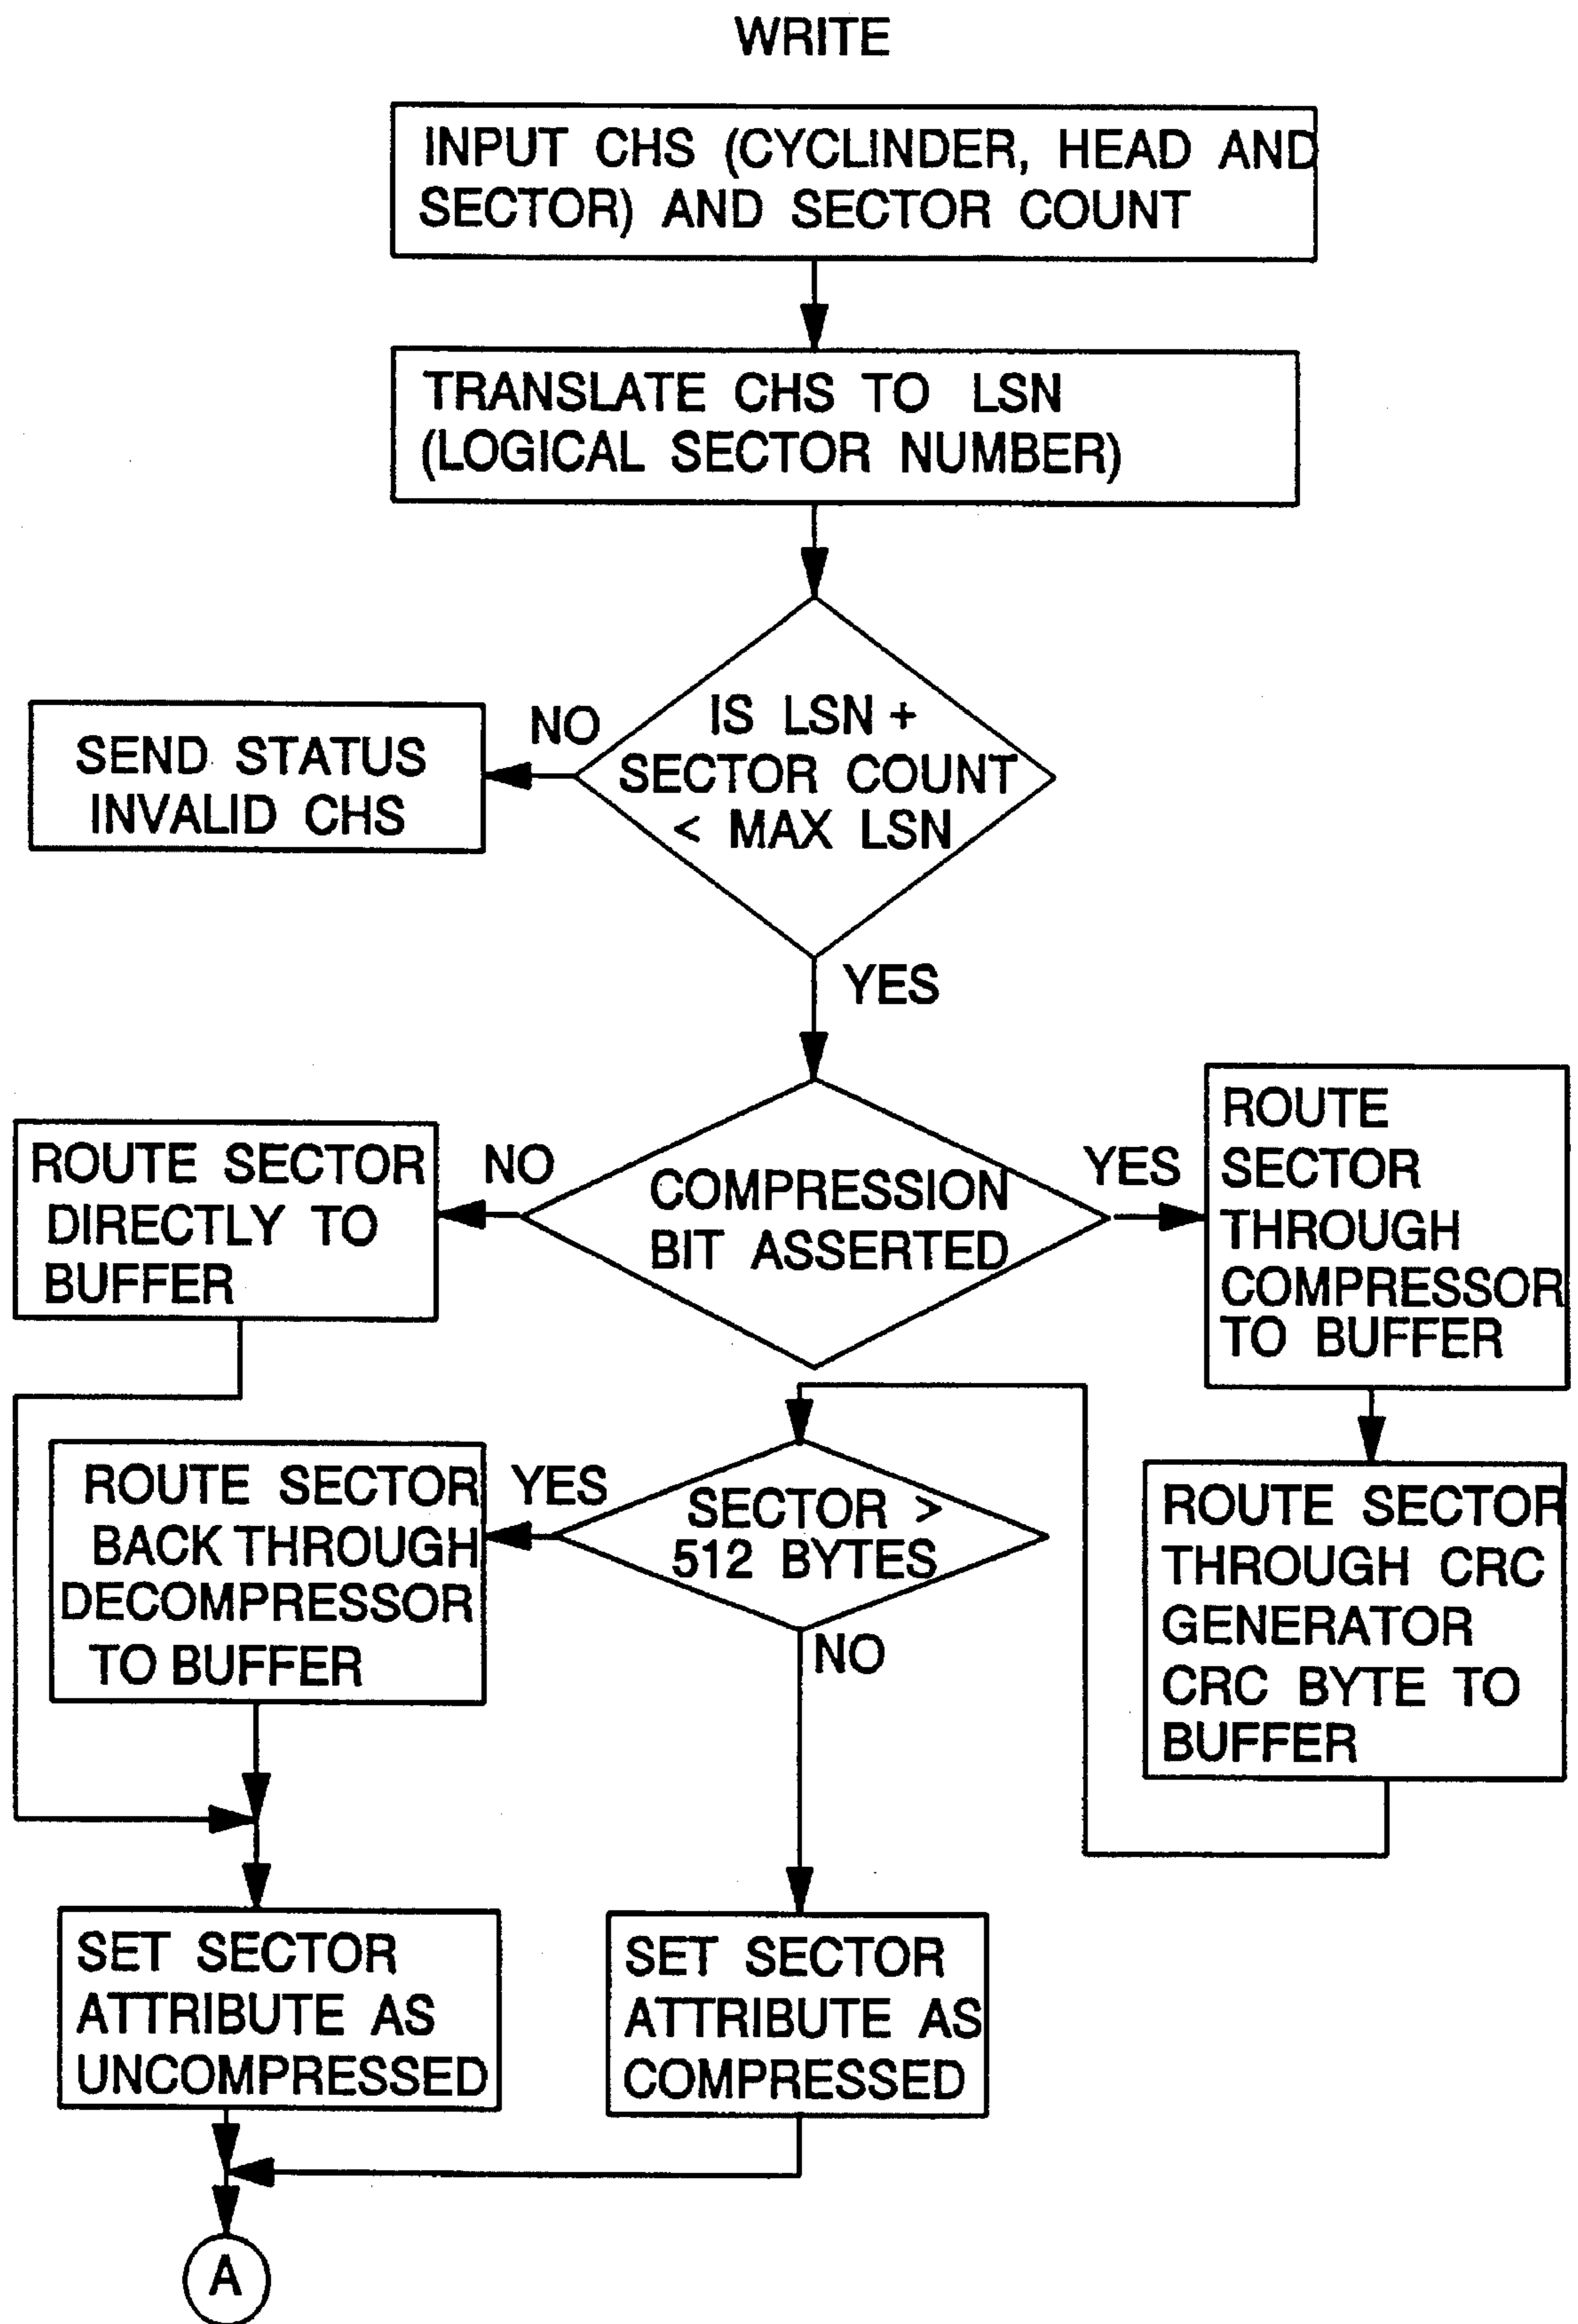 WRITE
INPUT CHS (CYCLINDER, HEAD AND
SECTOR) AND SECTOR COUNT
TRANSLATE CHS TO LSN
(LOGICAL SECTOR NUMBER)
IS LSN +
SECTOR COUNT
< MAX LSN
NO
SEND STATUS
INVALID CHS
YES
COMPRESSION
BIT ASSERTED
NO
ROUTE SECTOR
DIRECTLY TO
BUFFER
YES
ROUTE
SECTOR
THROUGH
COMPRESSOR
TO BUFFER
ROUTE SECTOR
THROUGH CRC
GENERATOR
CRC BYTE TO
BUFFER
SECTOR >
512 BYTES
YES
ROUTE SECTOR
BACK THROUGH
DECOMPRESSOR
TO BUFFER
NO
SET SECTOR
ATTRIBUTE AS
UNCOMPRESSED
SET SECTOR
ATTRIBUTE AS
COMPRESSED
A